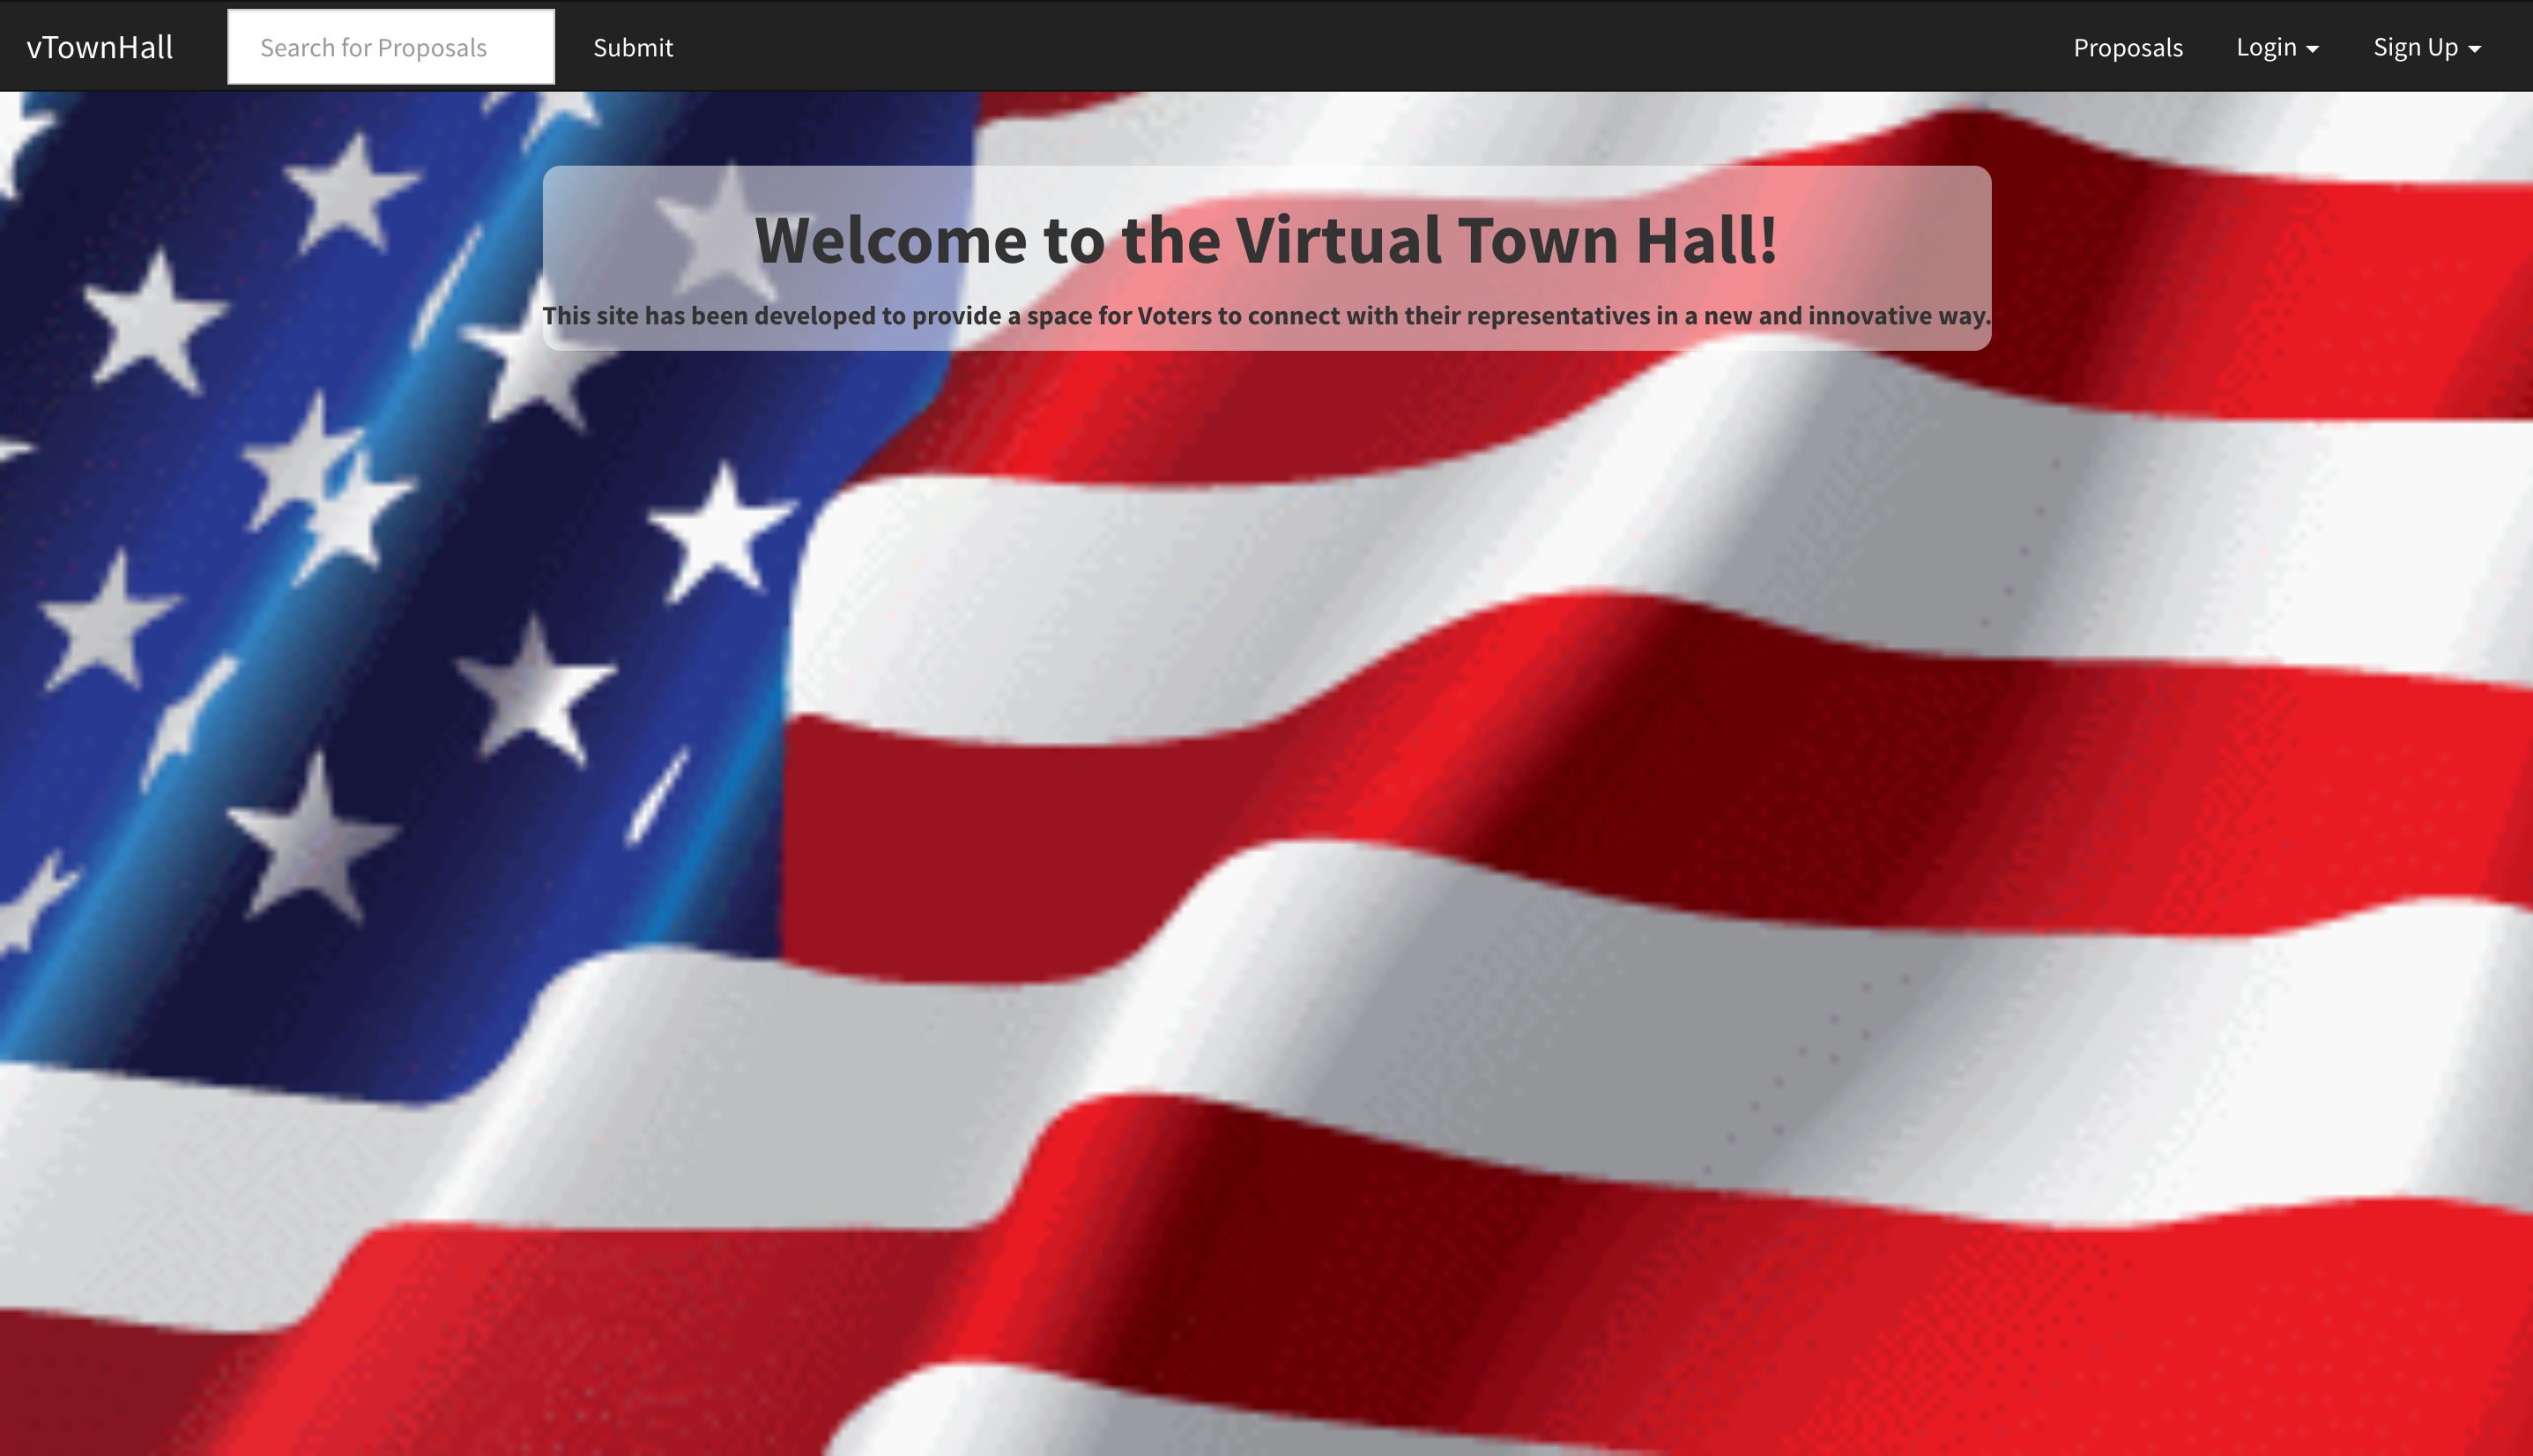 vTownHall Search for Proposals Submit Proposals Login Sign Up
Welcome to the Virtual Town Hall!
This site has been developed to provide a space for Voters to connect with their representatives in a new and innovative way.